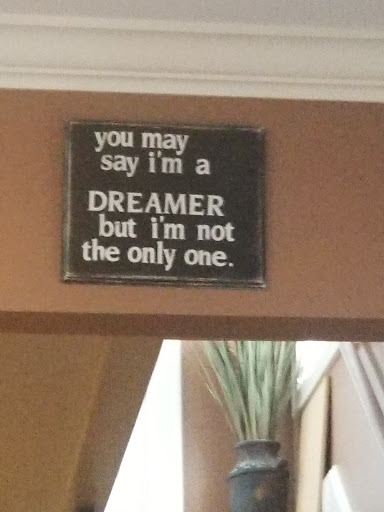 you may
say i'm a
DREAMER
but i'm not
the only one.